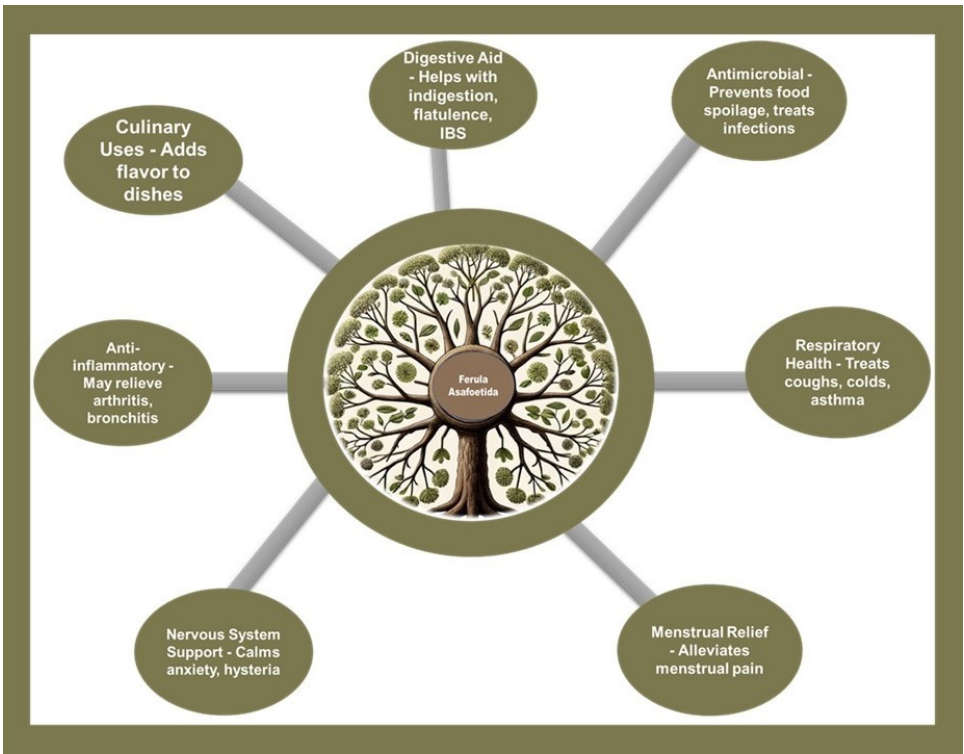 Digestive Aid
- Helps with
indigestion,
flatulence,
IBS
Antimicrobial -
Prevents food
spoilage, treats
infections
Culinary
Uses - Adds
flavor to
dishes
Anti-
inflammatory -
May relieve
arthritis,
bronchitis
Ferula
Asafoetida
Respiratory
Health - Treats
coughs, colds,
asthma
Nervous System
Support - Calms
anxiety, hysteria
Menstrual Relief
- Alleviates
menstrual pain